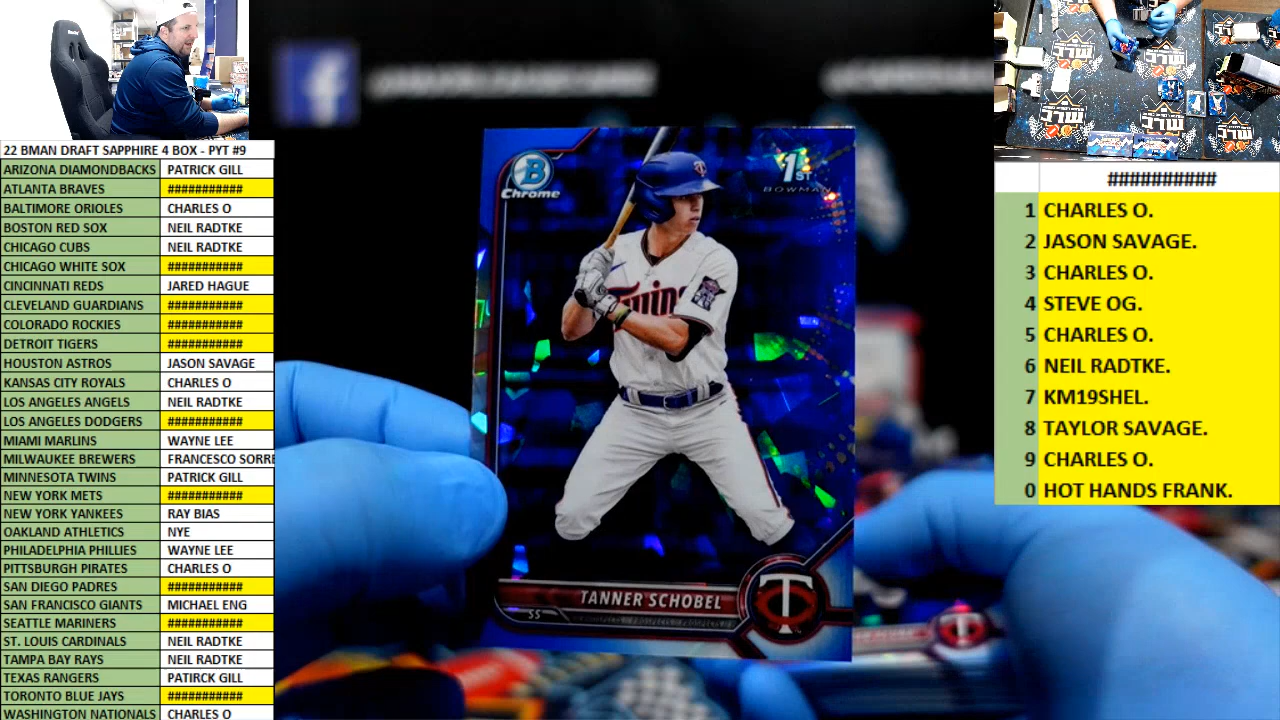 22 BMAN DRAFT SAPPHIRE 4 BOX - PYT #9
ARIZONA DIAMONDBACKS PATRICK GILL
ATLANTA BRAVES ###########
BALTIMORE ORIOLES CHARLES O
BOSTON RED SOX NEIL RADTKE
CHICAGO CUBS NEIL RADTKE
CHICAGO WHITE SOX ###########
CINCINNATI REDS JARED HAGUE
CLEVELAND GUARDIANS ###########
COLORADO ROCKIES ###########
DETROIT TIGERS ###########
HOUSTON ASTROS JASON SAVAGE
KANSAS CITY ROYALS CHARLES O
LOS ANGELES ANGELS NEIL RADTKE
LOS ANGELES DODGERS ###########
MIAMI MARLINS WAYNE LEE
MILWAUKEE BREWERS FRANCESCO SORRE
MINNESOTA TWINS PATRICK GILL
NEW YORK METS ###########
NEW YORK YANKEES RAY BIAS
OAKLAND ATHLETICS NYE
PHILADELPHIA PHILLIES WAYNE LEE
PITTSBURGH PIRATES CHARLES O
SAN DIEGO PADRES ###########
SAN FRANCISCO GIANTS MICHAEL ENG
SEATTLE MARINERS ###########
ST. LOUIS CARDINALS NEIL RADTKE
TAMPA BAY RAYS NEIL RADTKE
TEXAS RANGERS PATIRCK GILL
TORONTO BLUE JAYS ###########
WASHINGTON NATIONALS CHARLES O
B
Chrome
1ST
BOWMAN
Twins
TANNER SCHOBEL
SS
MLC
###########
1 CHARLES O.
2 JASON SAVAGE.
3 CHARLES O.
4 STEVE OG.
5 CHARLES O.
6 NEIL RADTKE.
7 KM19SHEL.
8 TAYLOR SAVAGE.
9 CHARLES O.
0 HOT HANDS FRANK.